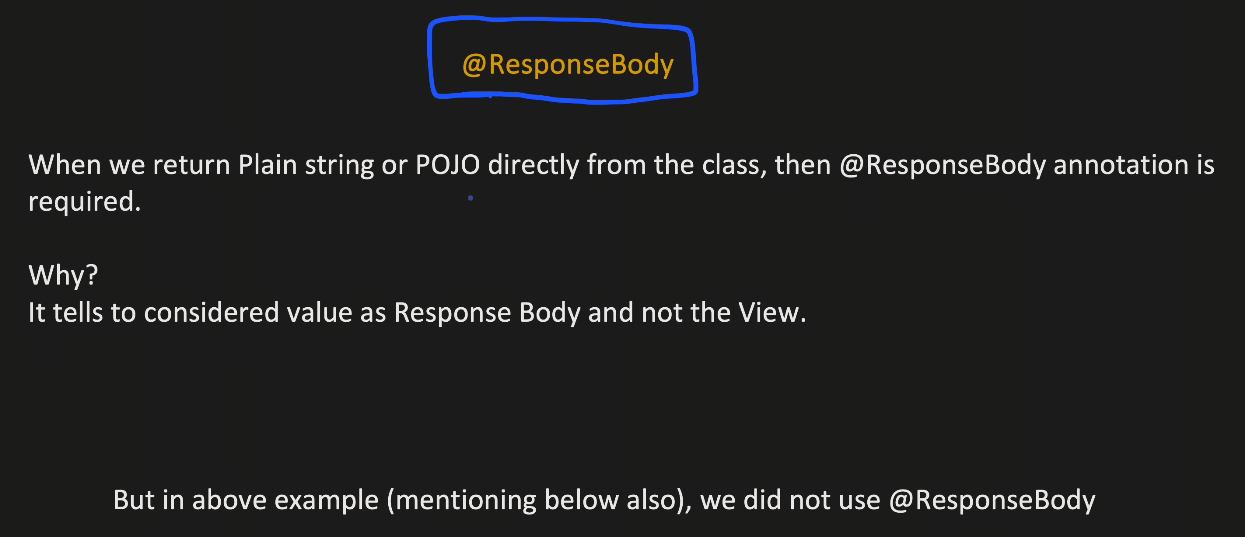 @ResponseBody
When we return Plain string or POJO directly from the class, then @ResponseBody annotation is
required.
Why?
It tells to considered value as Response Body and not the View.
But in above example (mentioning below also), we did not use @ResponseBody